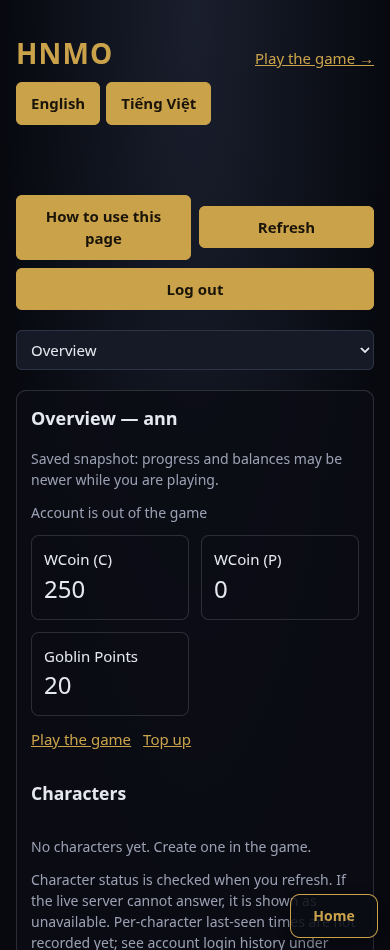 HNMO
Play the game →
English
Tiếng Việt
How to use this
page
Refresh
Log out
Overview
Overview — ann
Saved snapshot: progress and balances may be
newer while you are playing.
Account is out of the game
WCoin (C)
250
WCoin (P)
0
Goblin Points
20
Play the game
Top up
Characters
No characters yet. Create one in the game.
Character status is checked when you refresh. If
the live server cannot answer, it is shown as
unavailable. Per-character last-seen times are not
recorded yet; see account login history under
Home